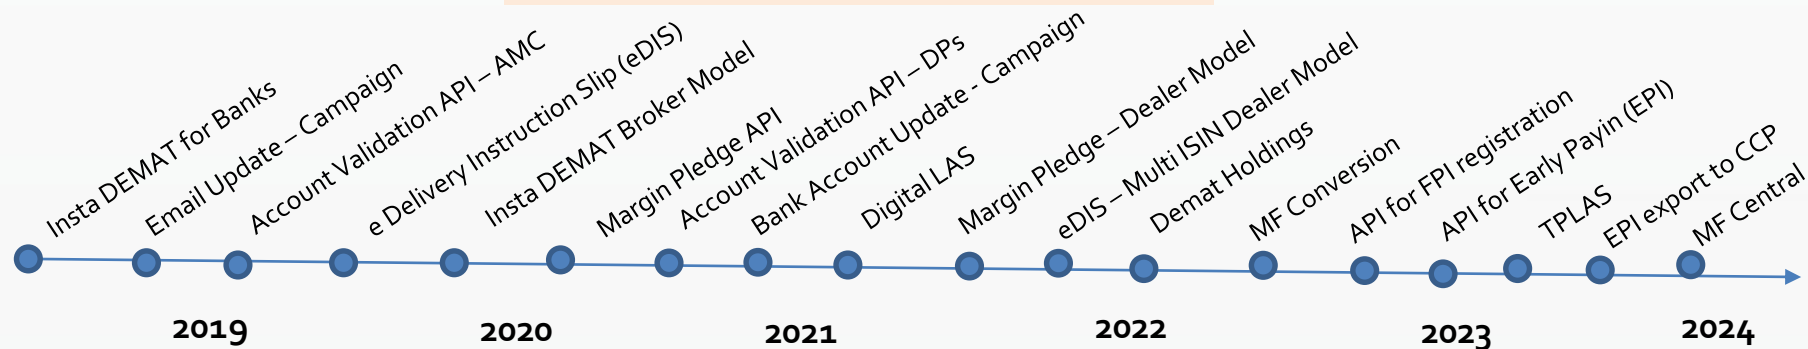 Insta DEMAT for Banks
Email Update – Campaign
Account Validation API – AMC
e Delivery Instruction Slip (eDIS)
Insta DEMAT Broker Model
Margin Pledge API
Account Validation API – DPs
Bank Account Update - Campaign
Digital LAS
Margin Pledge – Dealer Model
eDIS – Multi ISIN Dealer Model
Demat Holdings
MF Conversion
API for FPI registration
API for Early Payin (EPI)
TPLAS
EPI export to CCP
MF Central
2019
2020
2021
2022
2023
2024